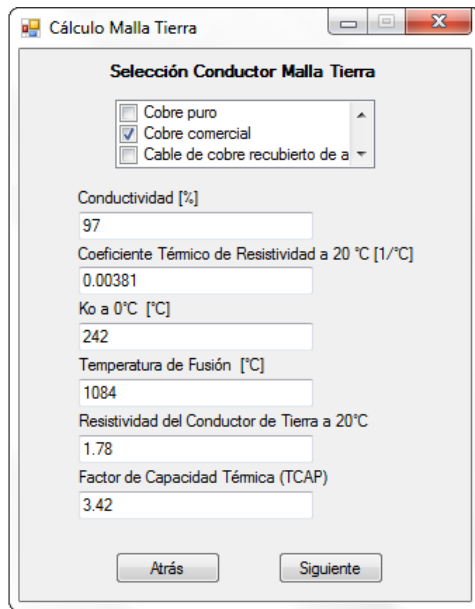 Cálculo Malla Tierra
Selección Conductor Malla Tierra
Cobre puro
Cobre comercial
Cable de cobre recubierto de a
Conductividad [%]
97
Coeficiente Térmico de Resistividad a 20 °C [1/°C]
0.00381
Ko a 0°C [°C]
242
Temperatura de Fusión [°C]
1084
Resistividad del Conductor de Tierra a 20°C
1.78
Factor de Capacidad Térmica (TCAP)
3.42
Atrás Siguiente